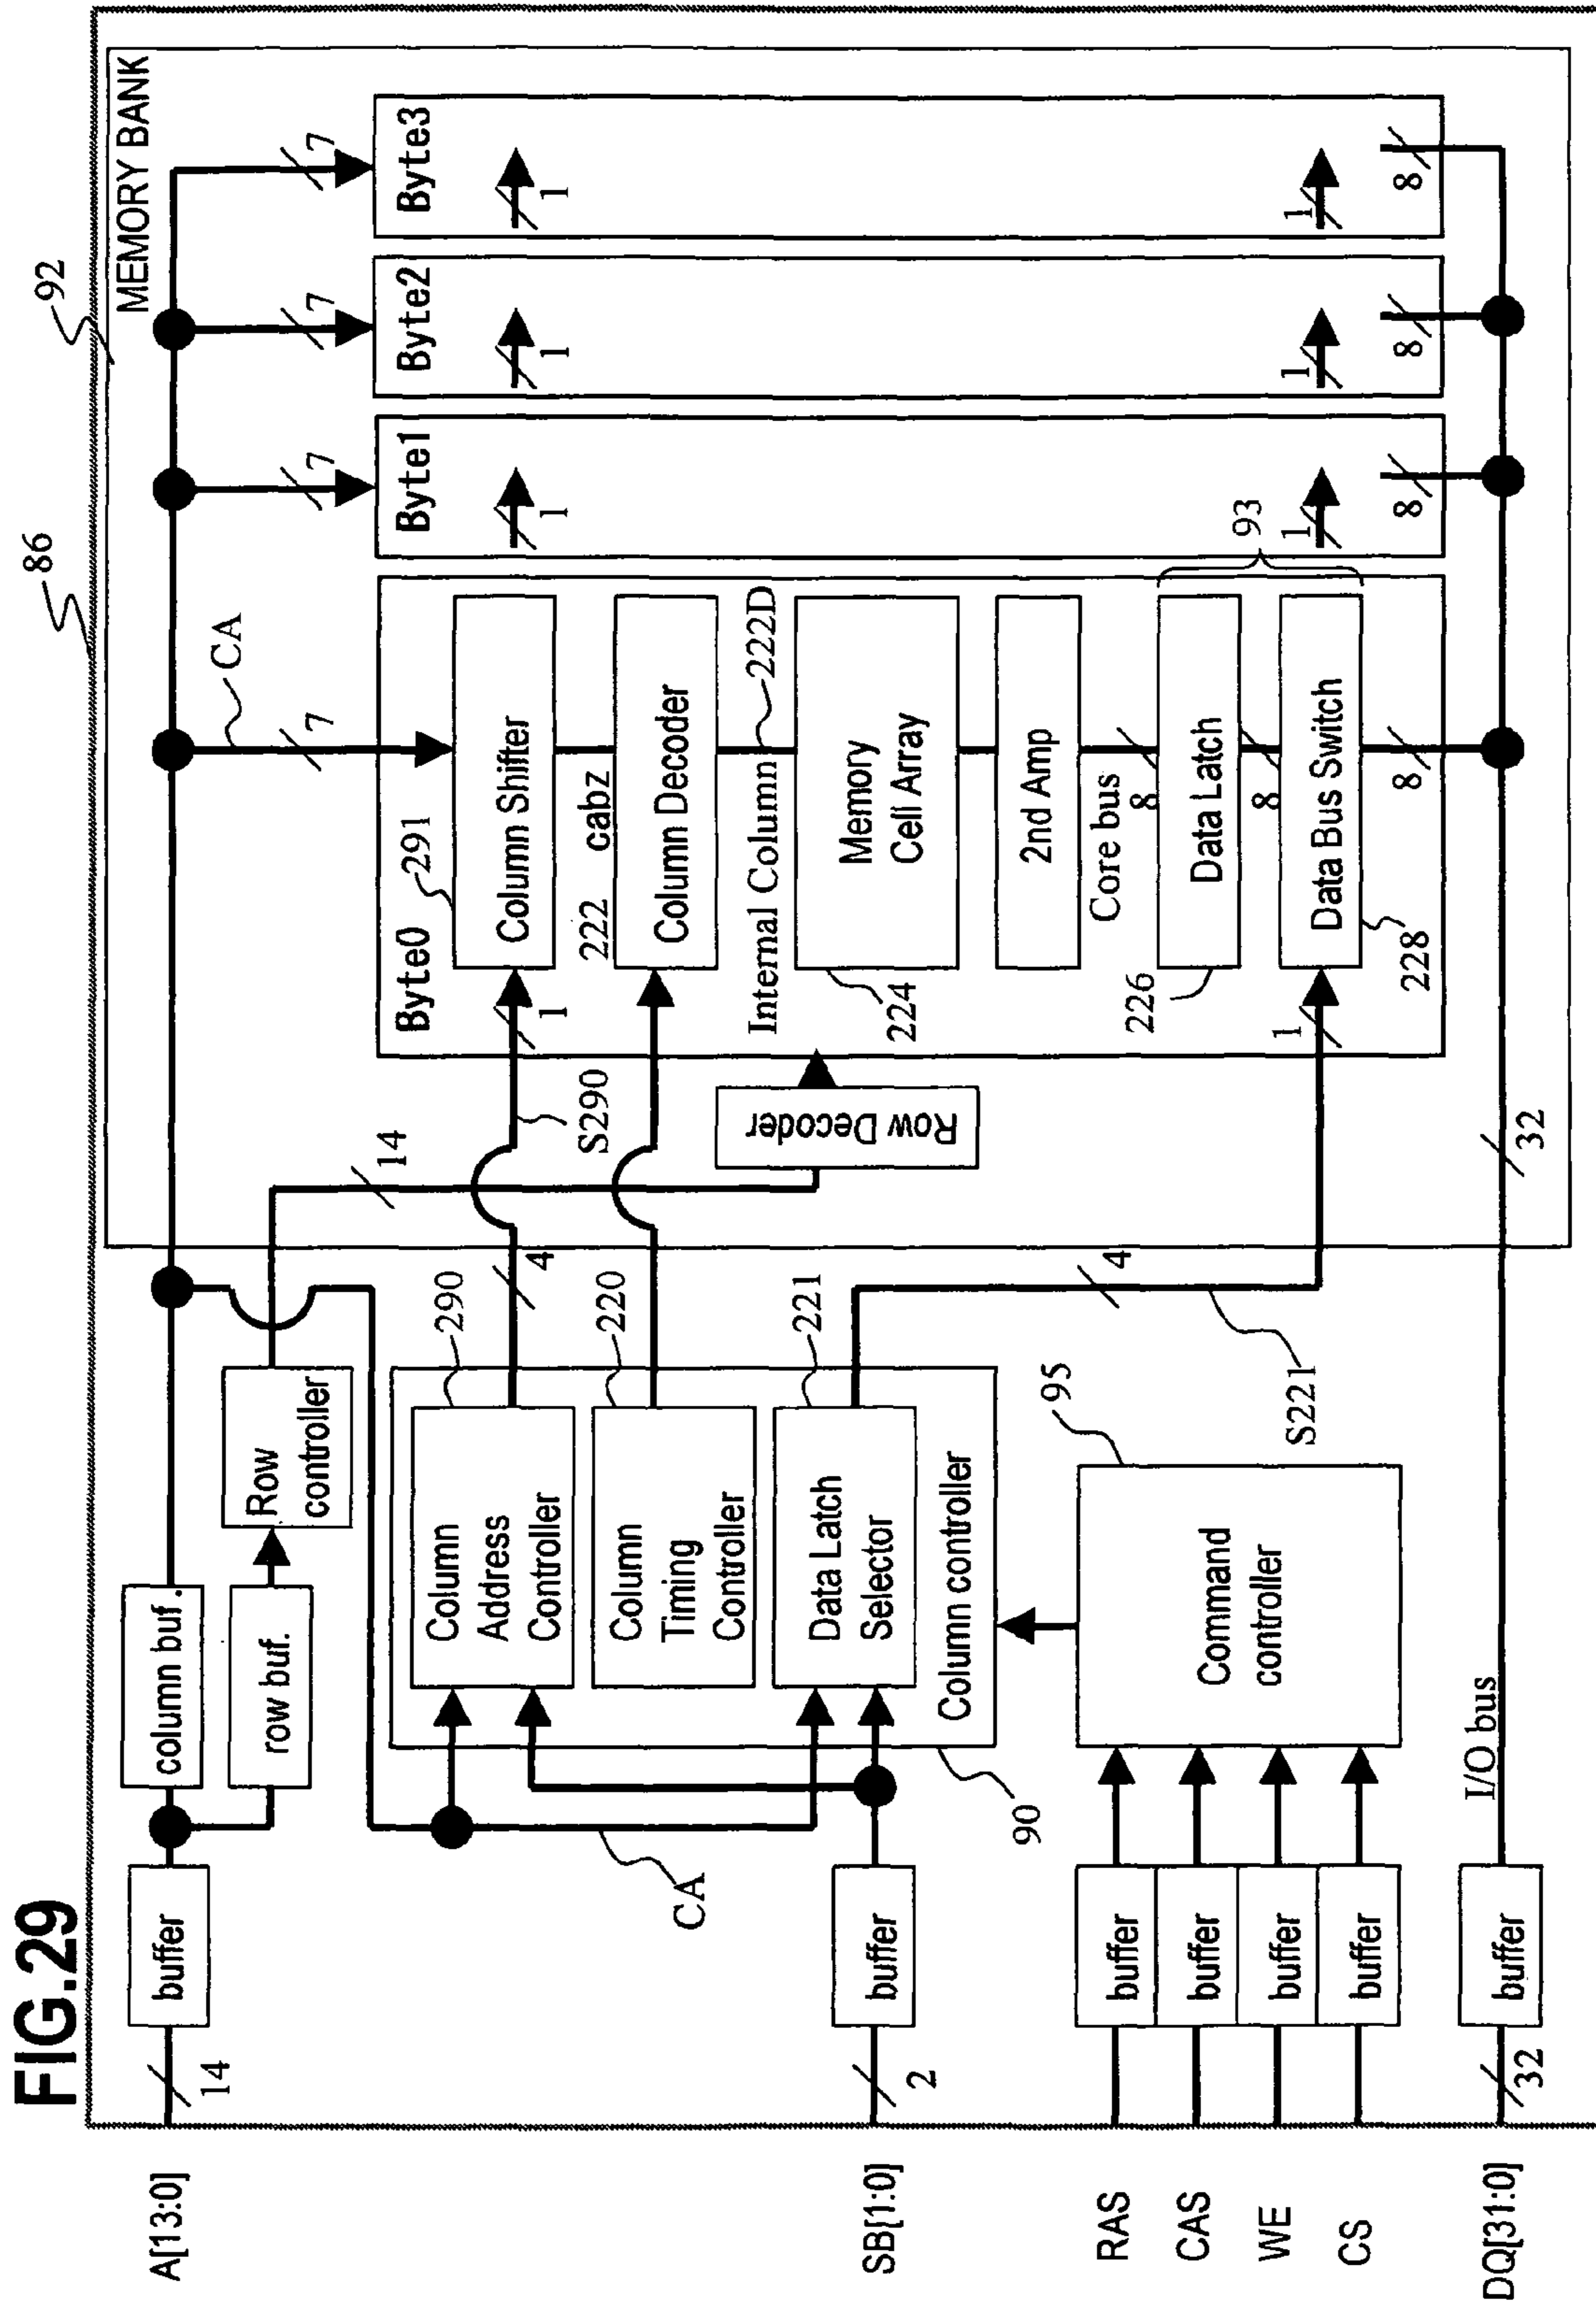 FIG.29
86
92
MEMORY BANK
A[13:0]
14
buffer
column buf.
row buf.
Row
controller
14
CA
7
7
7
7
Byte0
Byte1
Byte2
Byte3
291
Column Shifter
1
1
1
1
S290
222
cabz
Column Decoder
Internal Column
222D
Row Decoder
Memory
Cell Array
224
2nd Amp
Core bus
8
226
Data Latch
8
93
Data Bus Switch
228
1
1
1
1
8
8
8
8
Column
Address
Controller
290
4
Column
Timing
Controller
220
Data Latch
Selector
221
4
Column controller
90
CA
S221
SB[1:0]
2
buffer
95
Command
controller
RAS
buffer
CAS
buffer
WE
buffer
CS
buffer
DQ[31:0]
32
buffer
I/O bus
32